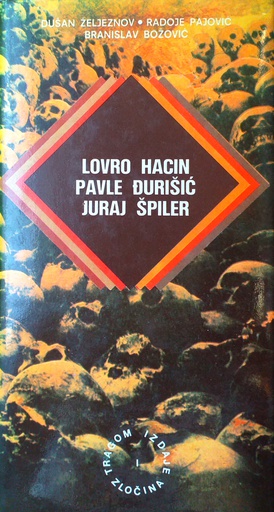 DUŠAN ŽELJEZNOV • RADOJE PAJOVIĆ
BRANISLAV BOŽOVIĆ
LOVRO HACIN
PAVLE ĐURIŠIĆ
JURAJ ŠPILER
TRAGOM IZDAJE
I
ZLOČINA